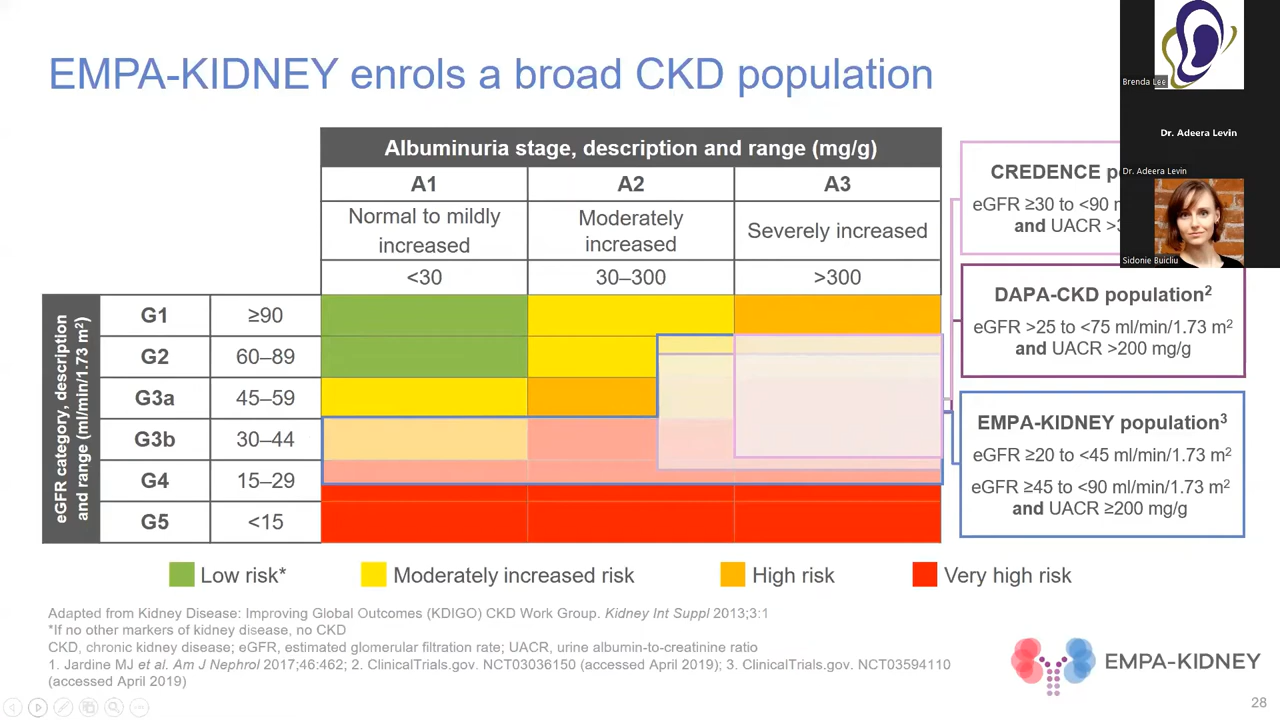 EMPA-KIDNEY enrols a broad CKD population
Albuminuria stage, description and range (mg/g)
A1
A2
A3
Normal to mildly increased
Moderately increased
Severely increased
<30
30–300
>300
eGFR category, description
and range (ml/min/1.73 m²)
G1
≥90
G2
60–89
G3a
45–59
G3b
30–44
G4
15–29
G5
<15
Low risk*
Moderately increased risk
High risk
Very high risk
CREDENCE
eGFR ≥30 to <90
and UACR
DAPA-CKD population²
eGFR >25 to <75 ml/min/1.73 m²
and UACR >200 mg/g
EMPA-KIDNEY population³
eGFR ≥20 to <45 ml/min/1.73 m²
eGFR ≥45 to <90 ml/min/1.73 m²
and UACR ≥200 mg/g
Brenda Lee
Dr. Adeera Levin
Dr. Adeera Levin
Sidonie Buicliu
Adapted from Kidney Disease: Improving Global Outcomes (KDIGO) CKD Work Group. Kidney Int Suppl 2013;3:1
*If no other markers of kidney disease, no CKD
CKD, chronic kidney disease; eGFR, estimated glomerular filtration rate; UACR, urine albumin-to-creatinine ratio
1. Jardine MJ et al. Am J Nephrol 2017;46:462; 2. ClinicalTrials.gov. NCT03036150 (accessed April 2019); 3. ClinicalTrials.gov. NCT03594110
(accessed April 2019)
EMPA-KIDNEY
28